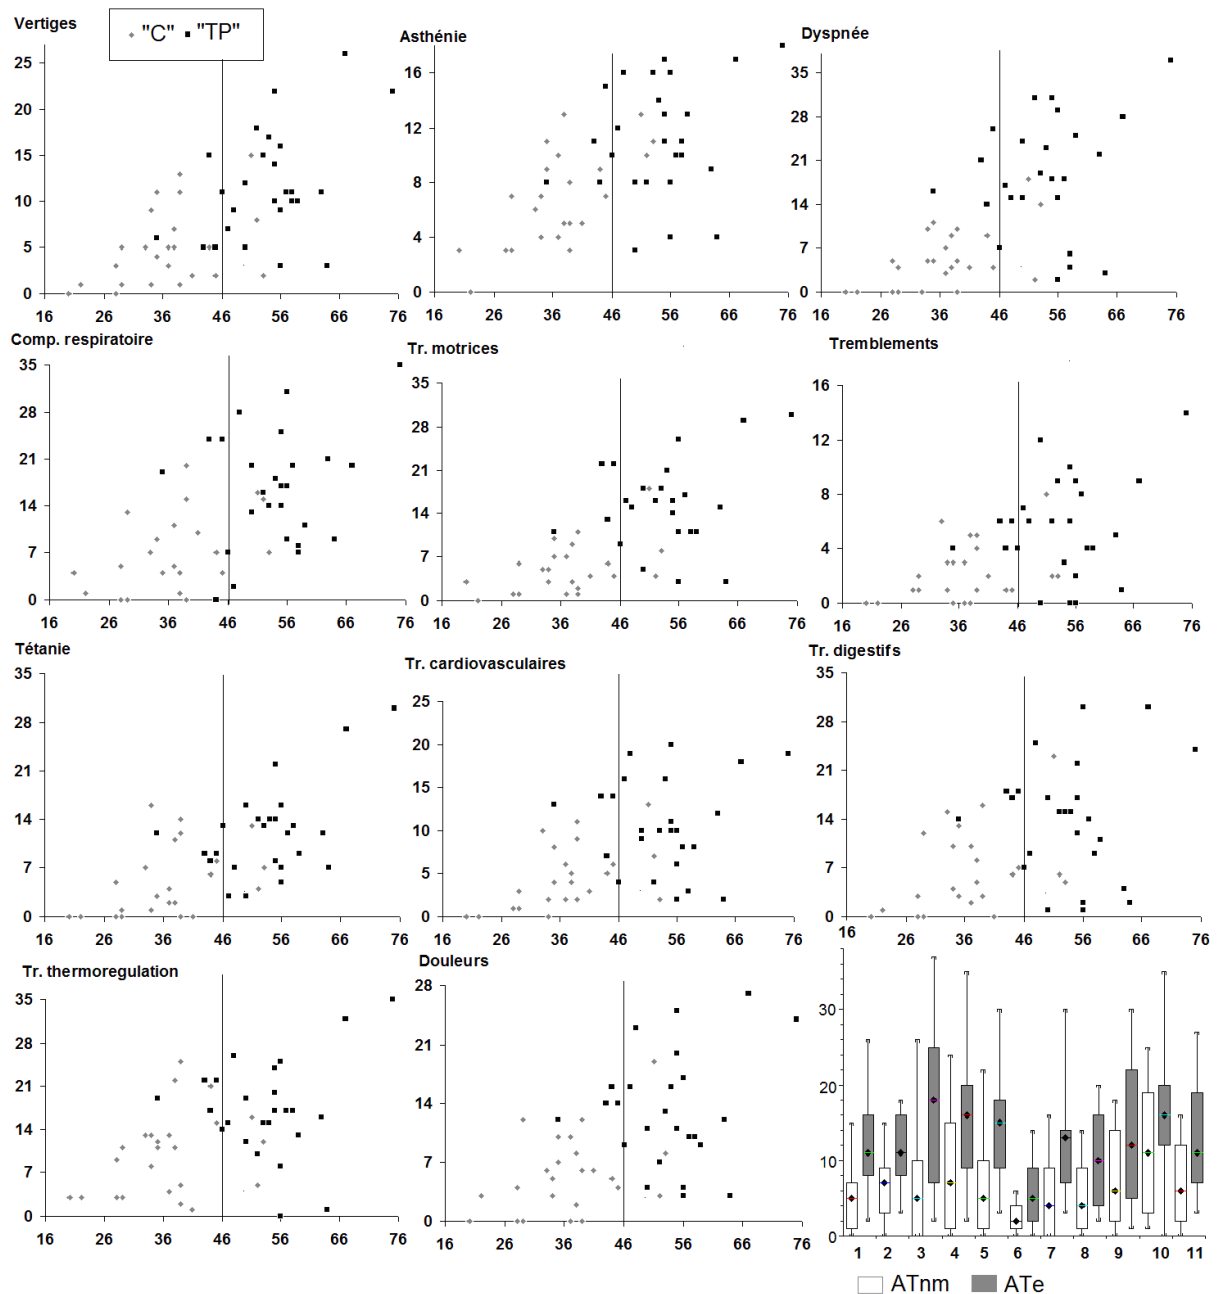 Vertiges
"C" "TP"
25
20
15
10
5
0
16 26 36 46 56 66 76
Asthénie
16
12
8
4
0
16 26 36 46 56 66 76
Dyspnée
35
28
21
14
7
0
16 26 36 46 56 66 76
Comp. respiratoire
35
28
21
14
7
0
16 26 36 46 56 66 76
Tr. motrices
35
28
21
14
7
0
16 26 36 46 56 66 76
Tremblements
16
12
8
4
0
16 26 36 46 56 66 76
Tétanie
35
28
21
14
7
0
16 26 36 46 56 66 76
Tr. cardiovasculaires
25
20
15
10
5
0
16 26 36 46 56 66 76
Tr. digestifs
35
28
21
14
7
0
16 26 36 46 56 66 76
Tr. thermoregulation
35
28
21
14
7
0
16 26 36 46 56 66 76
Douleurs
28
21
14
7
0
16 26 36 46 56 66 76
30
20
10
0
1 2 3 4 5 6 7 8 9 10 11
ATnm ATe